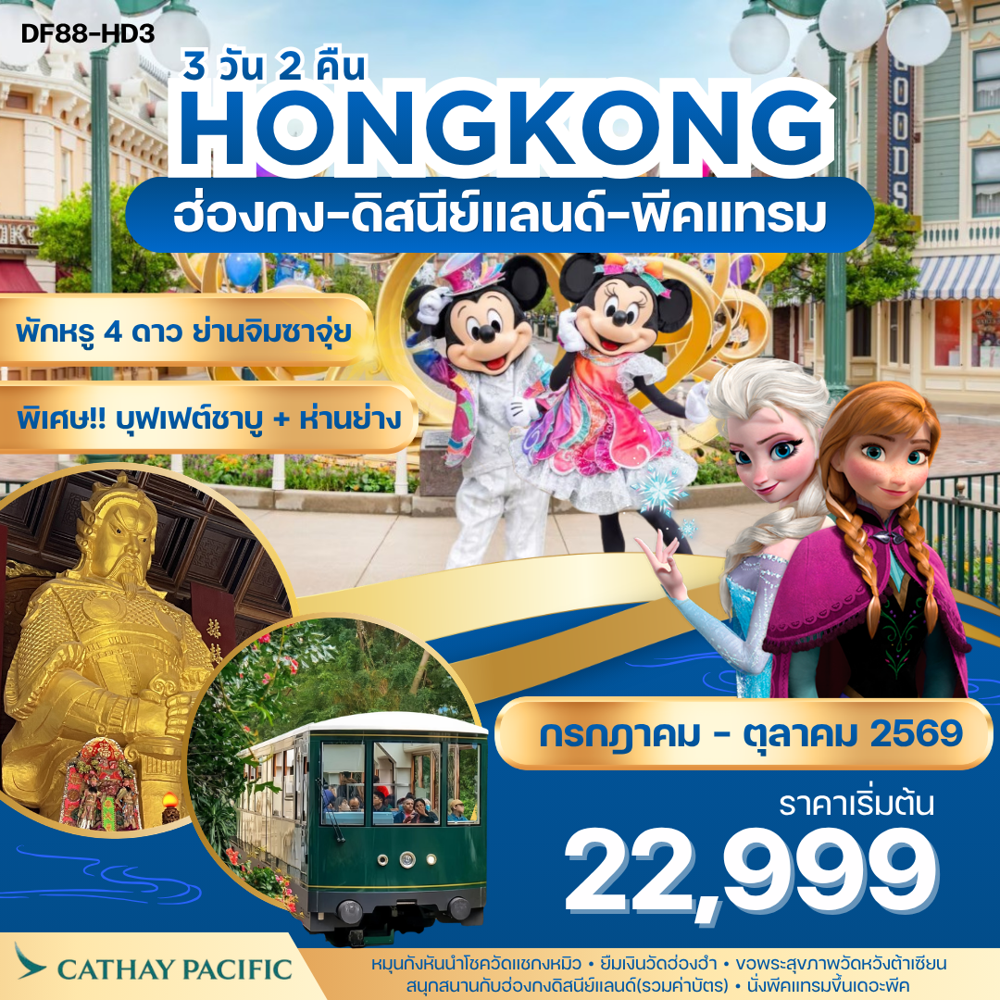 DF88-HD3
3 วัน 2 คืน
HONGKONG
ฮ่องกง-ดิสนีย์แลนด์-พีคแทรม
พักหรู 4 ดาว ย่านจิมซาจุ่ย
พิเศษ!! บุฟเฟต์ชาบู + ห่านย่าง
กรกฎาคม - ตุลาคม 2569
ราคาเริ่มต้น
22,999
CATHAY PACIFIC
หมุนกังหันนำโชควัดแชกงหมิว • ยืมเงินวัดฮ่องฮำ • ขอพระสุขภาพวัดหวังต้าเซียน
สนุกสนานกับฮ่องกงดิสนีย์แลนด์(รวมค่าบัตร) • นั่งพีคแทรมขึ้นเดอะพีค